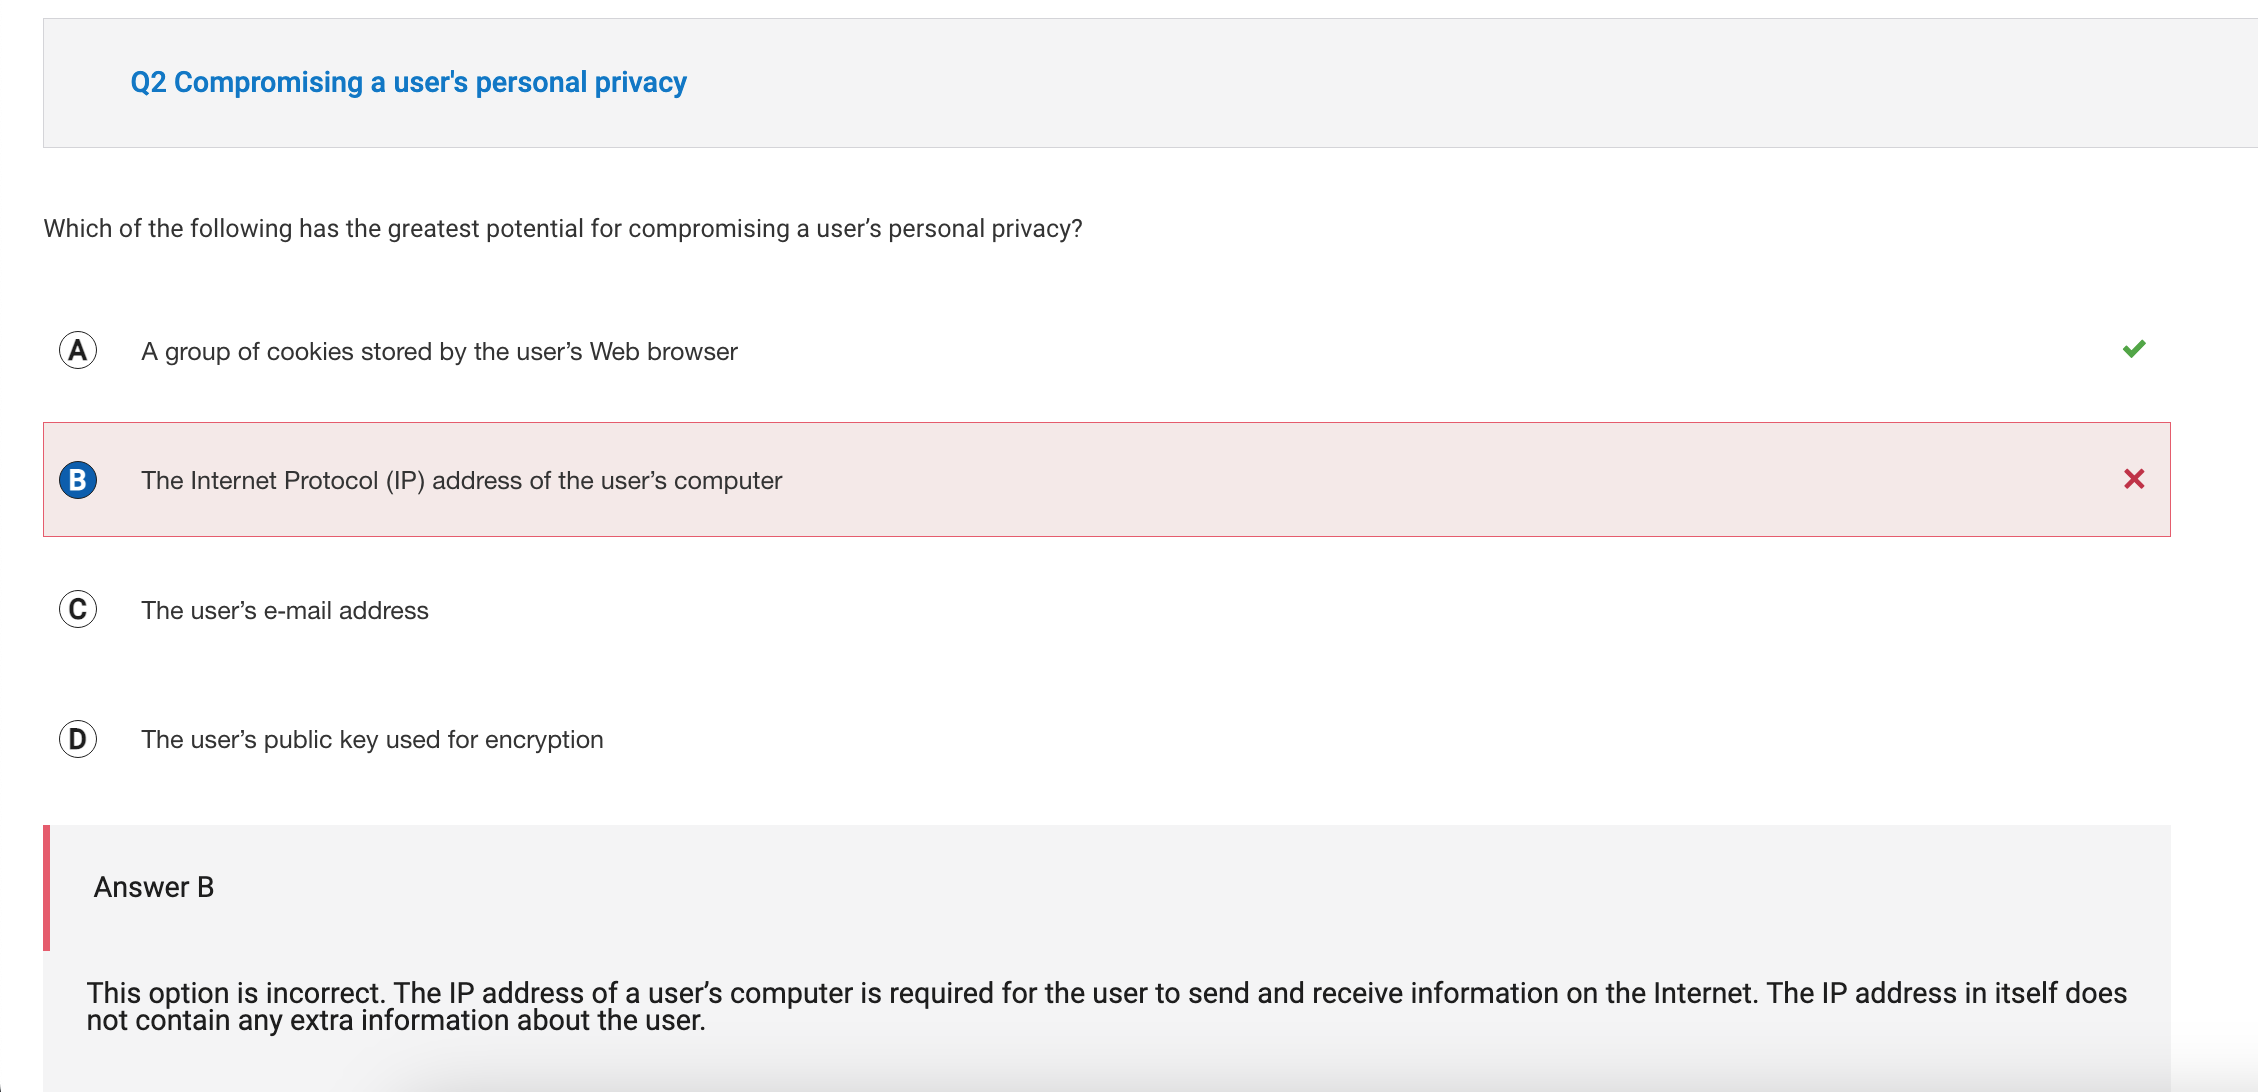 Q2 Compromising a user's personal privacy
Which of the following has the greatest potential for compromising a user’s personal privacy?
A A group of cookies stored by the user’s Web browser
B The Internet Protocol (IP) address of the user’s computer
C The user’s e-mail address
D The user’s public key used for encryption
Answer B
This option is incorrect. The IP address of a user’s computer is required for the user to send and receive information on the Internet. The IP address in itself does
not contain any extra information about the user.